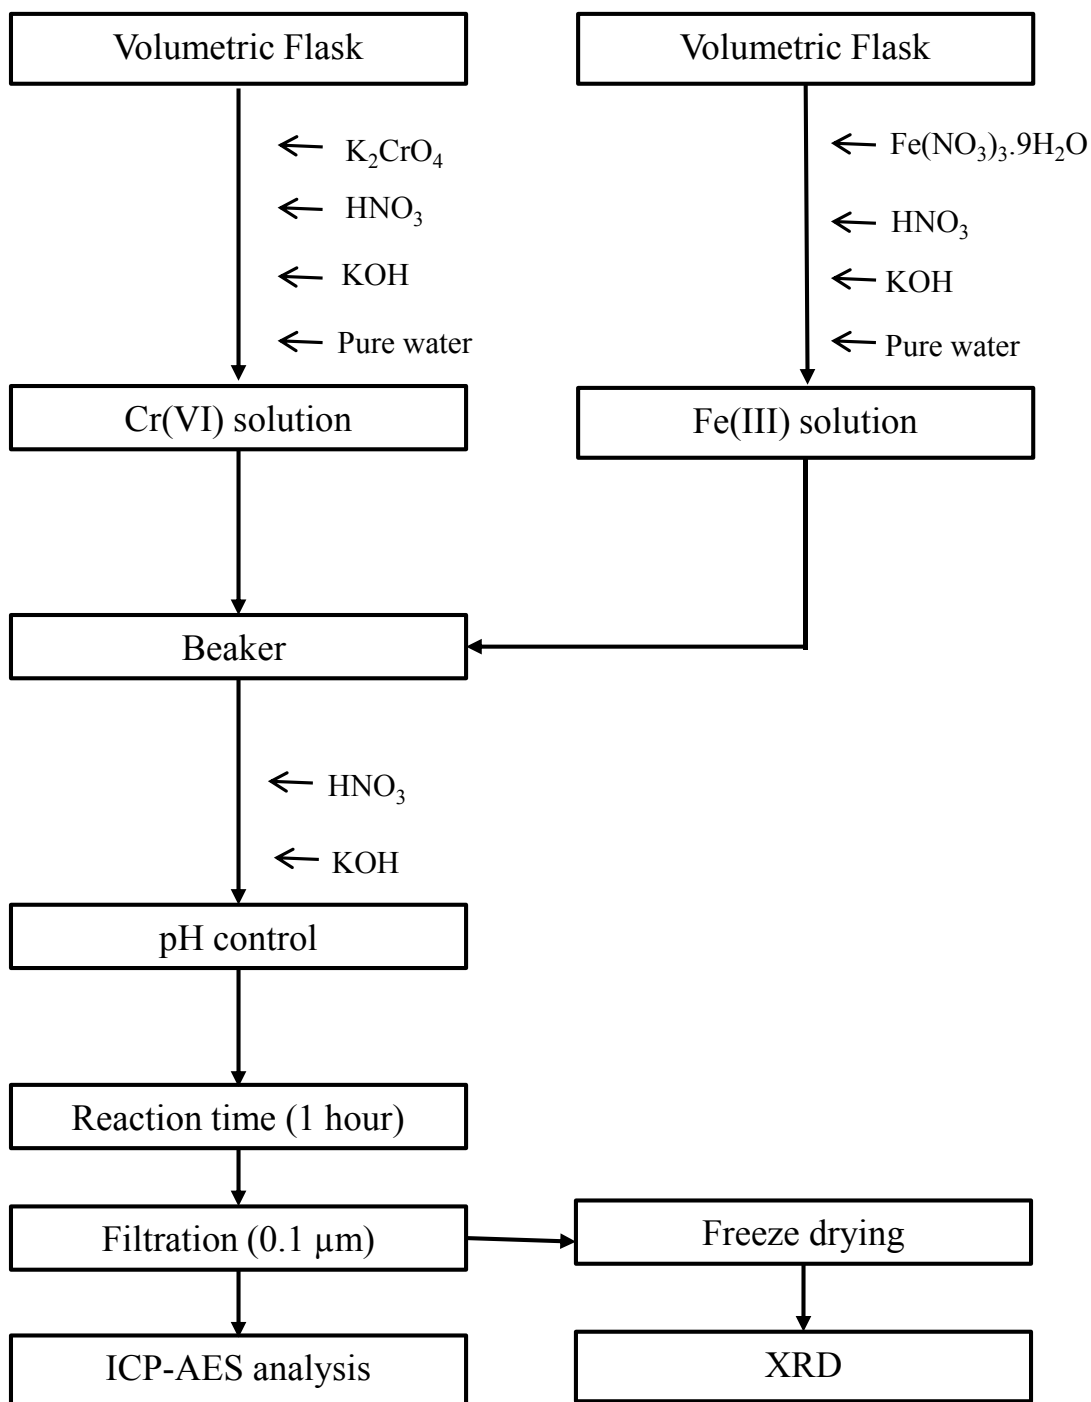 Volumetric Flask
Volumetric Flask
K₂CrO₄
HNO₃
KOH
Pure water
Fe(NO₃)₃.9H₂O
HNO₃
KOH
Pure water
Cr(VI) solution
Fe(III) solution
Beaker
HNO₃
KOH
pH control
Reaction time (1 hour)
Filtration (0.1 µm)
Freeze drying
ICP-AES analysis
XRD